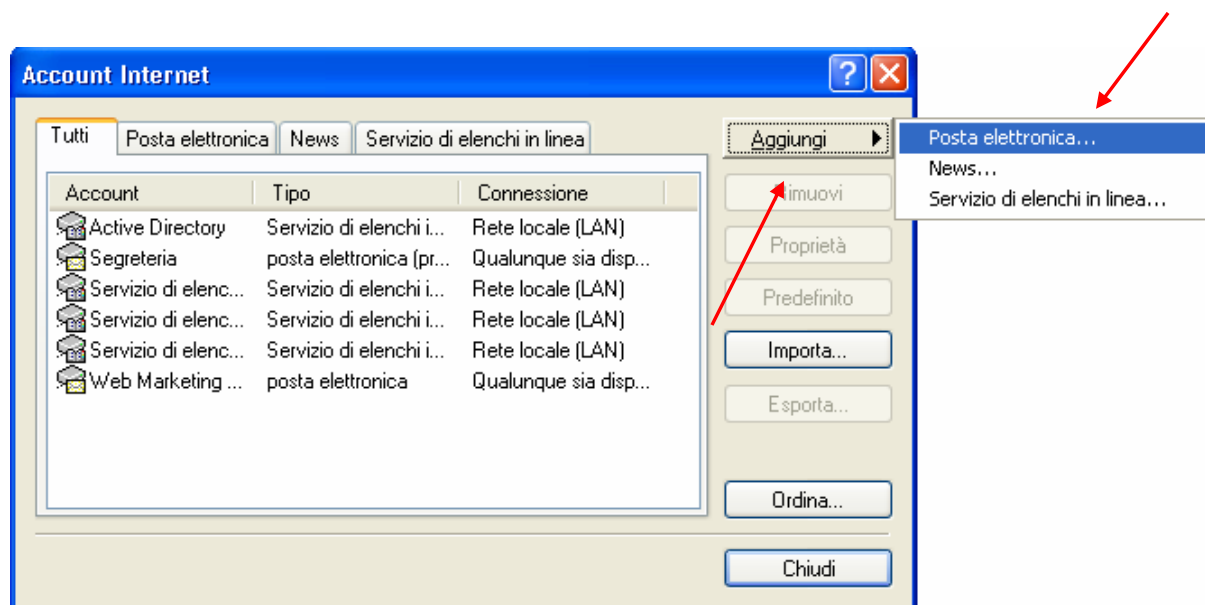 Account Internet
Tutti Posta elettronica News Servizio di elenchi in linea
Aggiungi
Posta elettronica...
News...
Servizio di elenchi in linea...
Rimuovi
Proprietà
Predefinito
Importa...
Esporta...
Ordina...
Chiudi
Account Tipo Connessione
Active Directory Servizio di elenchi i... Rete locale (LAN)
Segreteria posta elettronica (pr... Qualunque sia disp...
Servizio di elenc... Servizio di elenchi i... Rete locale (LAN)
Servizio di elenc... Servizio di elenchi i... Rete locale (LAN)
Servizio di elenc... Servizio di elenchi i... Rete locale (LAN)
Web Marketing ... posta elettronica Qualunque sia disp...